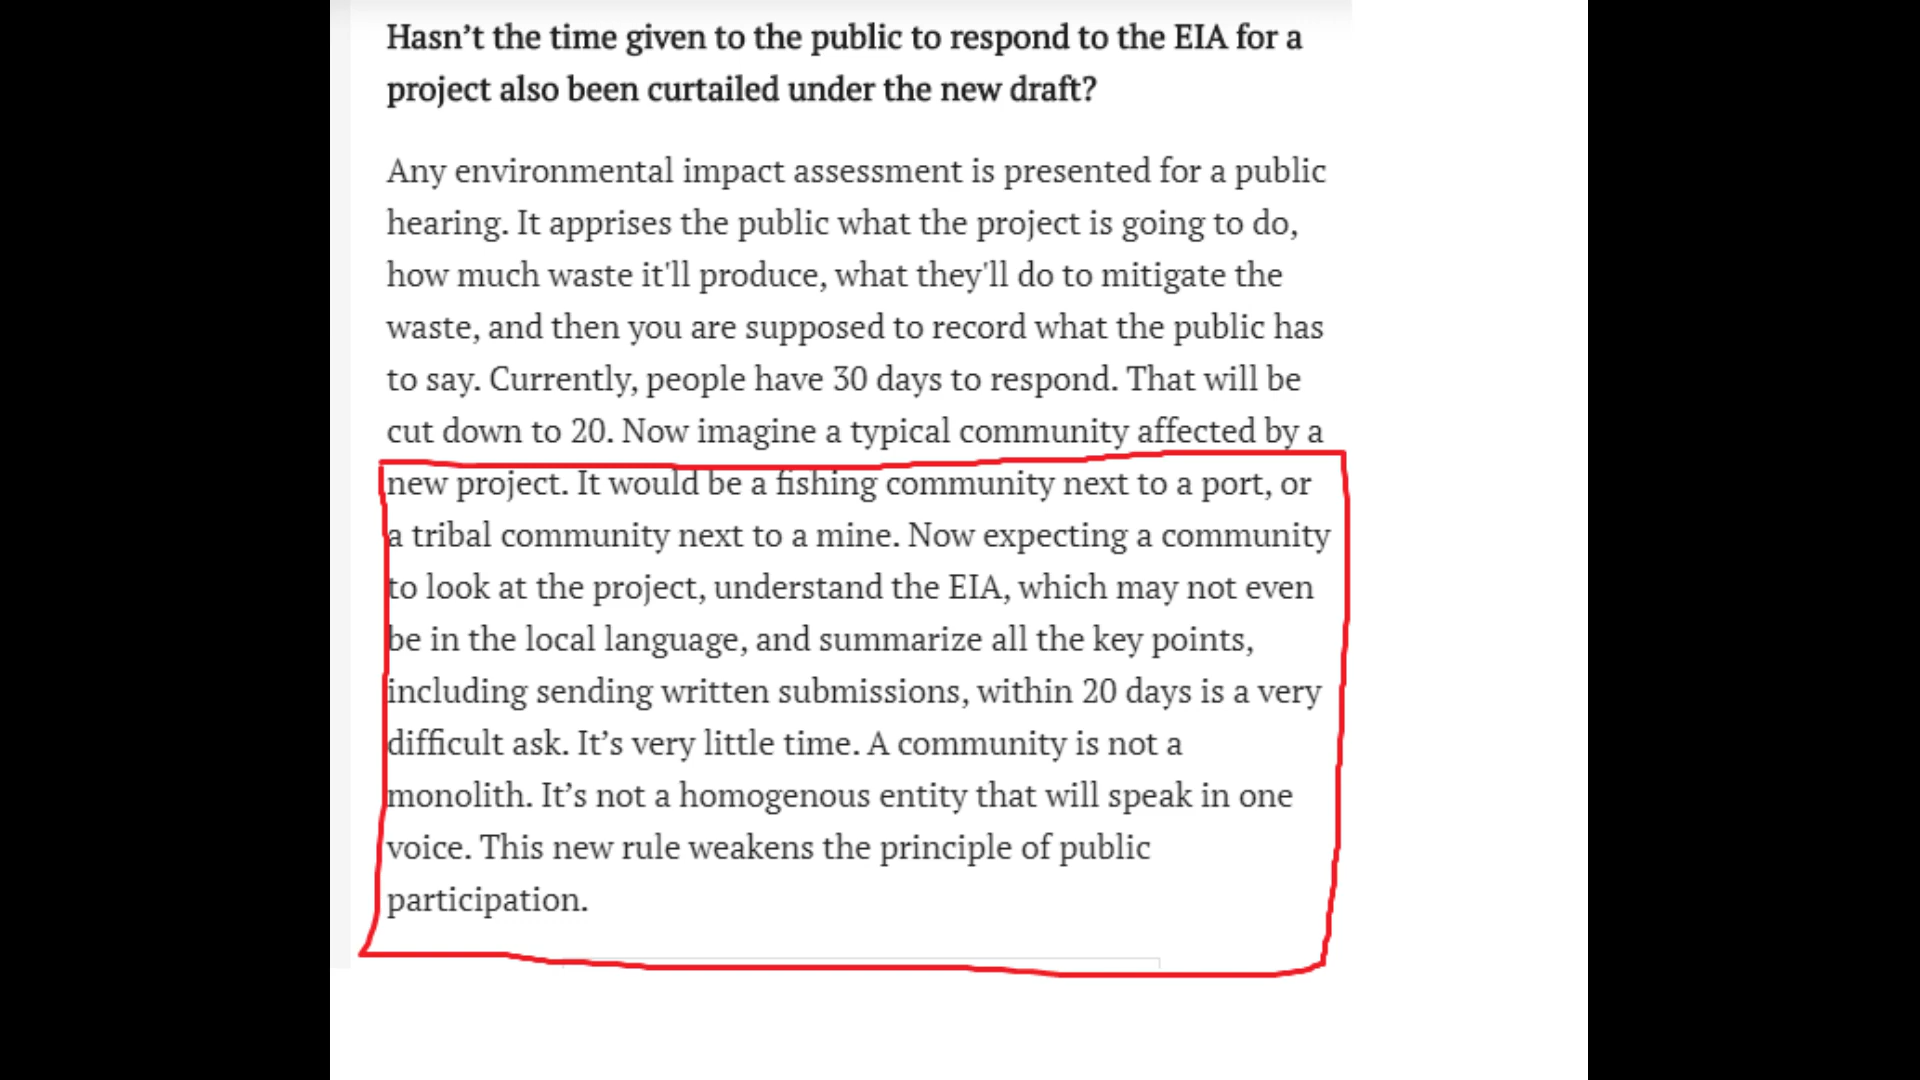 Hasn’t the time given to the public to respond to the EIA for a
project also been curtailed under the new draft?
Any environmental impact assessment is presented for a public
hearing. It apprises the public what the project is going to do,
how much waste it'll produce, what they'll do to mitigate the
waste, and then you are supposed to record what the public has
to say. Currently, people have 30 days to respond. That will be
cut down to 20. Now imagine a typical community affected by a
new project. It would be a fishing community next to a port, or
a tribal community next to a mine. Now expecting a community
to look at the project, understand the EIA, which may not even
be in the local language, and summarize all the key points,
including sending written submissions, within 20 days is a very
difficult ask. It’s very little time. A community is not a
monolith. It’s not a homogenous entity that will speak in one
voice. This new rule weakens the principle of public
participation.